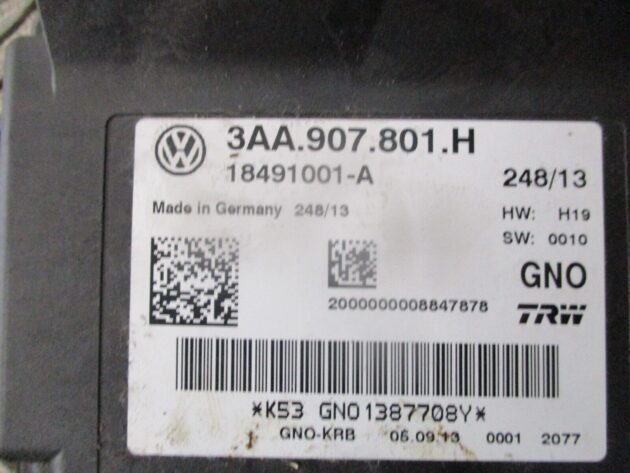 3AA.907.801.H
18491001-A 248/13
Made in Germany 248/13 HW: H19
SW: 0010
GNO
2000000008847878 TRW
*K53 GNO1387708Y*
GNO-KRB 05.09.13 0001 2077